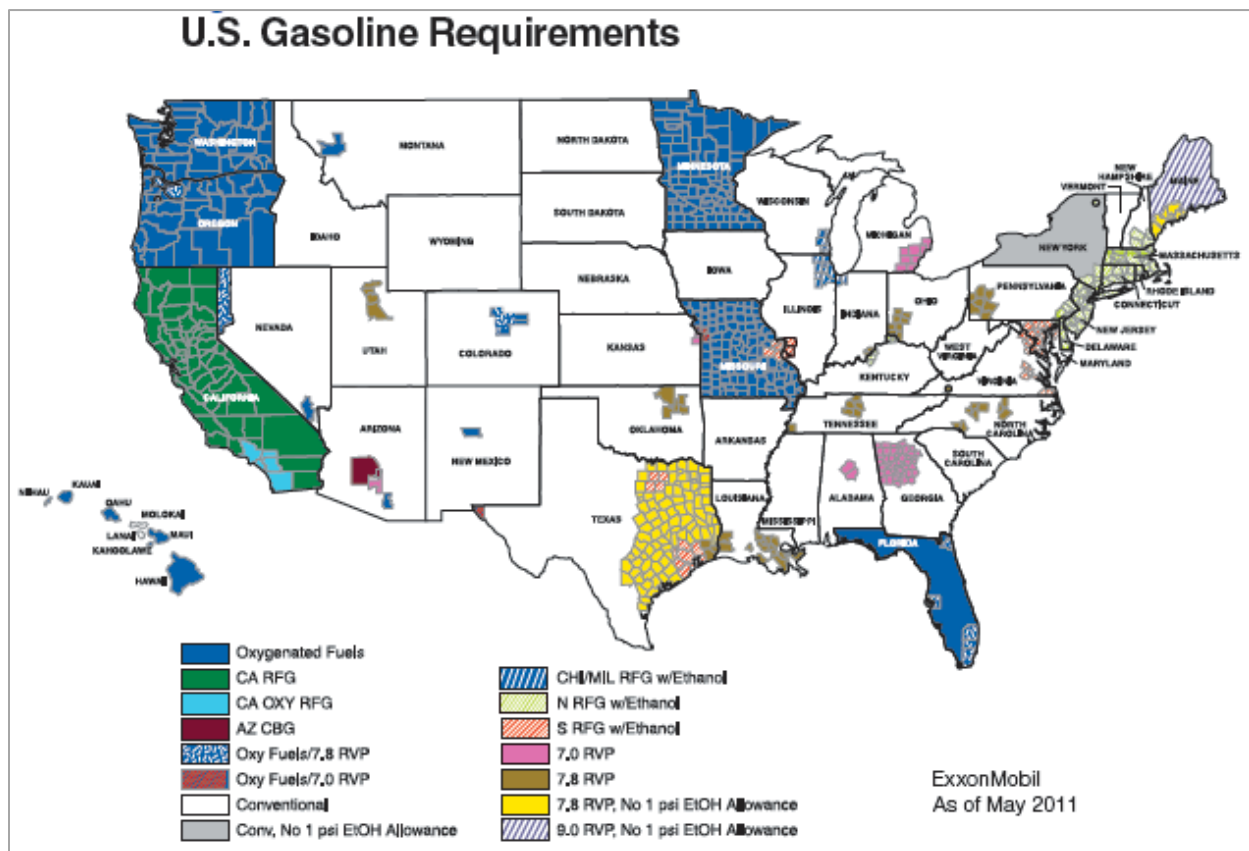 U.S. Gasoline Requirements
WASHINGTON
MONTANA
NORTH DAKOTA
MINNESOTA
NEW
HAMPSHIRE
VERMONT
MAINE
OREGON
IDAHO
WYOMING
SOUTH DAKOTA
WISCONSIN
MICHIGAN
NEW YORK
MASSACHUSETTS
RHODE ISLAND
CONNECTICUT
NEW JERSEY
DELAWARE
MARYLAND
NEBRASKA
IOWA
ILLINOIS
INDIANA
OHIO
PENNSYLVANIA
NEVADA
UTAH
COLORADO
KANSAS
MISSOURI
KENTUCKY
WEST
VIRGINIA
VIRGINIA
CALIFORNIA
ARIZONA
NEW MEXICO
OKLAHOMA
ARKANSAS
TENNESSEE
NORTH
CAROLINA
SOUTH
CAROLINA
TEXAS
LOUISIANA
MISSISSIPPI
ALABAMA
GEORGIA
FLORIDA
NIIHAU
KAUAI
OAHU
MOLOKAI
LANAI
MAUI
KAHOOLAWE
HAWAII
Oxygenated Fuels
CA RFG
CA OXY RFG
AZ CBG
Oxy Fuels/7.8 RVP
Oxy Fuels/7.0 RVP
Conventional
Conv, No 1 psi EtOH Allowance
CHI/MIL RFG w/Ethanol
N RFG w/Ethanol
S RFG w/Ethanol
7.0 RVP
7.8 RVP
7.8 RVP, No 1 psi EtOH Allowance
9.0 RVP, No 1 psi EtOH Allowance
ExxonMobil
As of May 2011